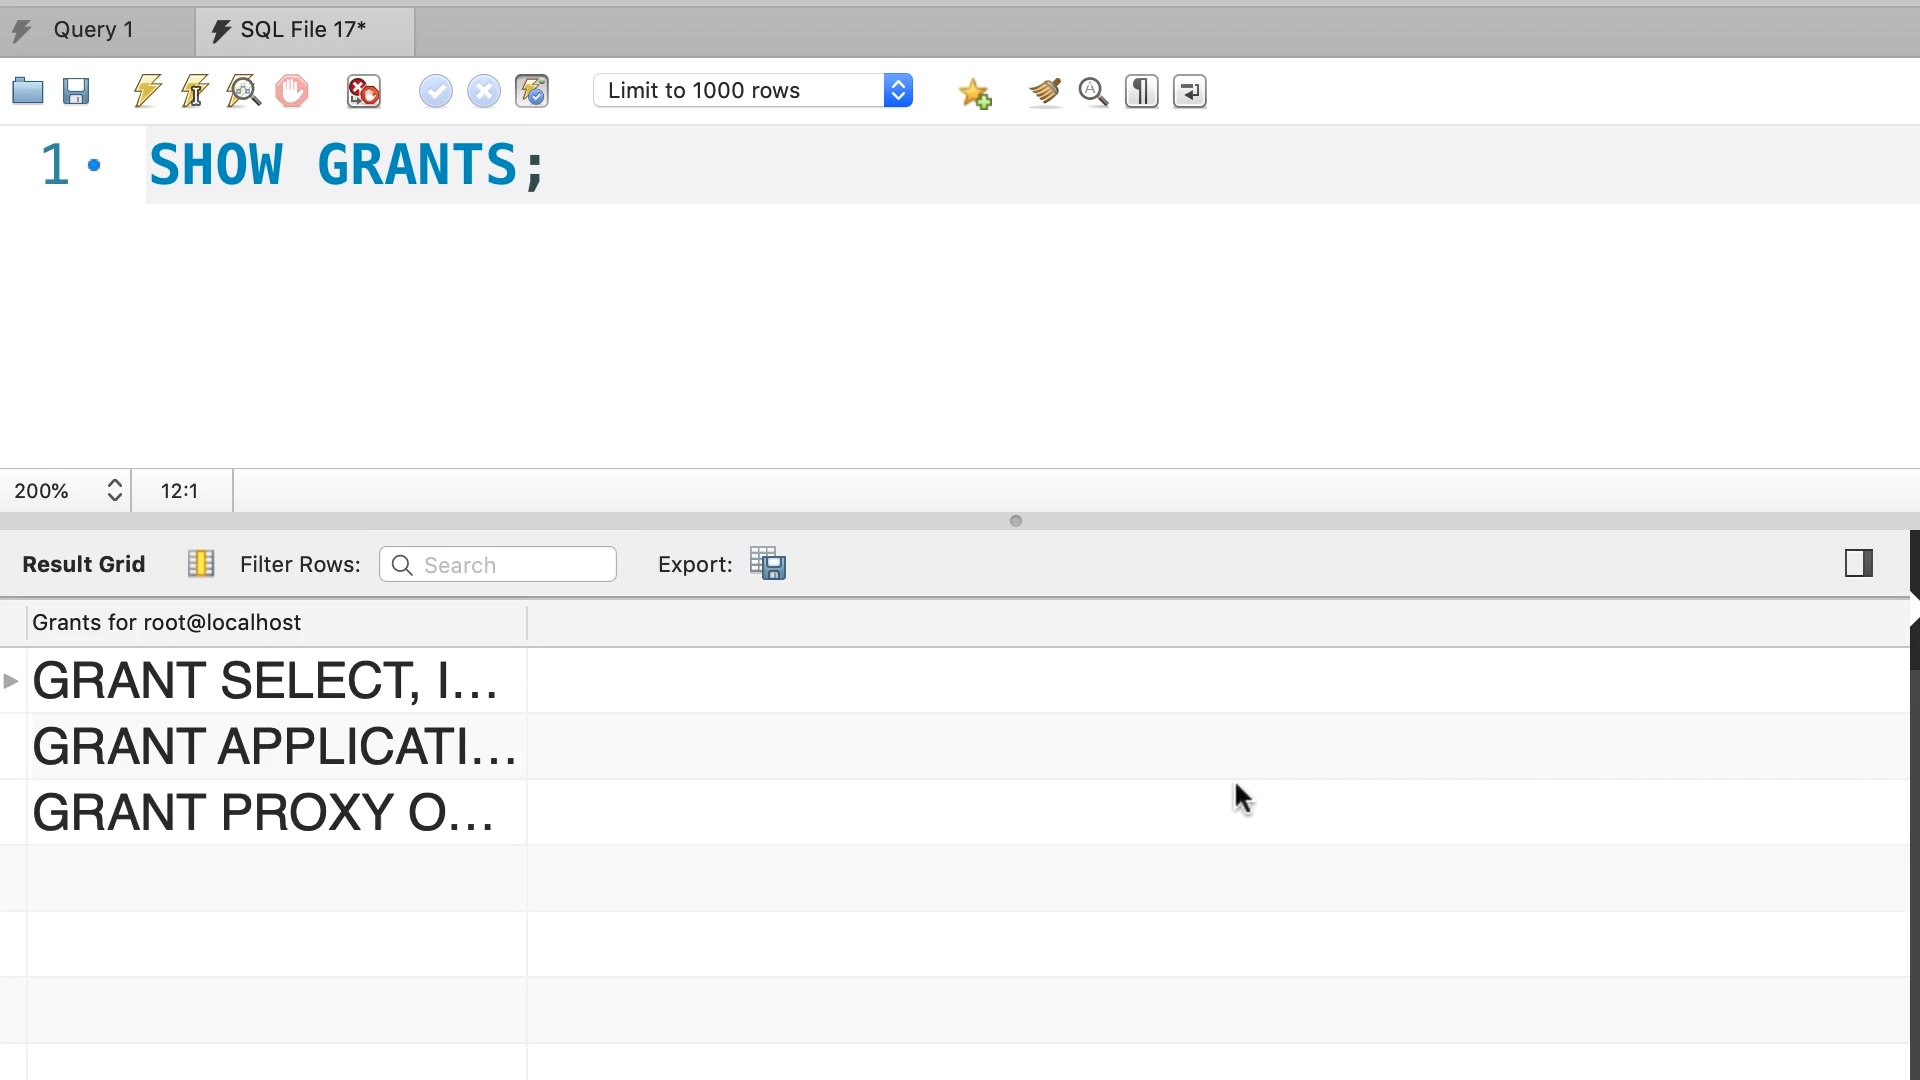 Query 1
SQL File 17*
Limit to 1000 rows
1 SHOW GRANTS;
200%
12:1
Result Grid
Filter Rows:
Search
Export:
Grants for root@localhost
GRANT SELECT, I...
GRANT APPLICATI...
GRANT PROXY O...